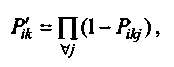 P'_{ik} = ∏_{∀j} (1 - P_{ikj}) ,